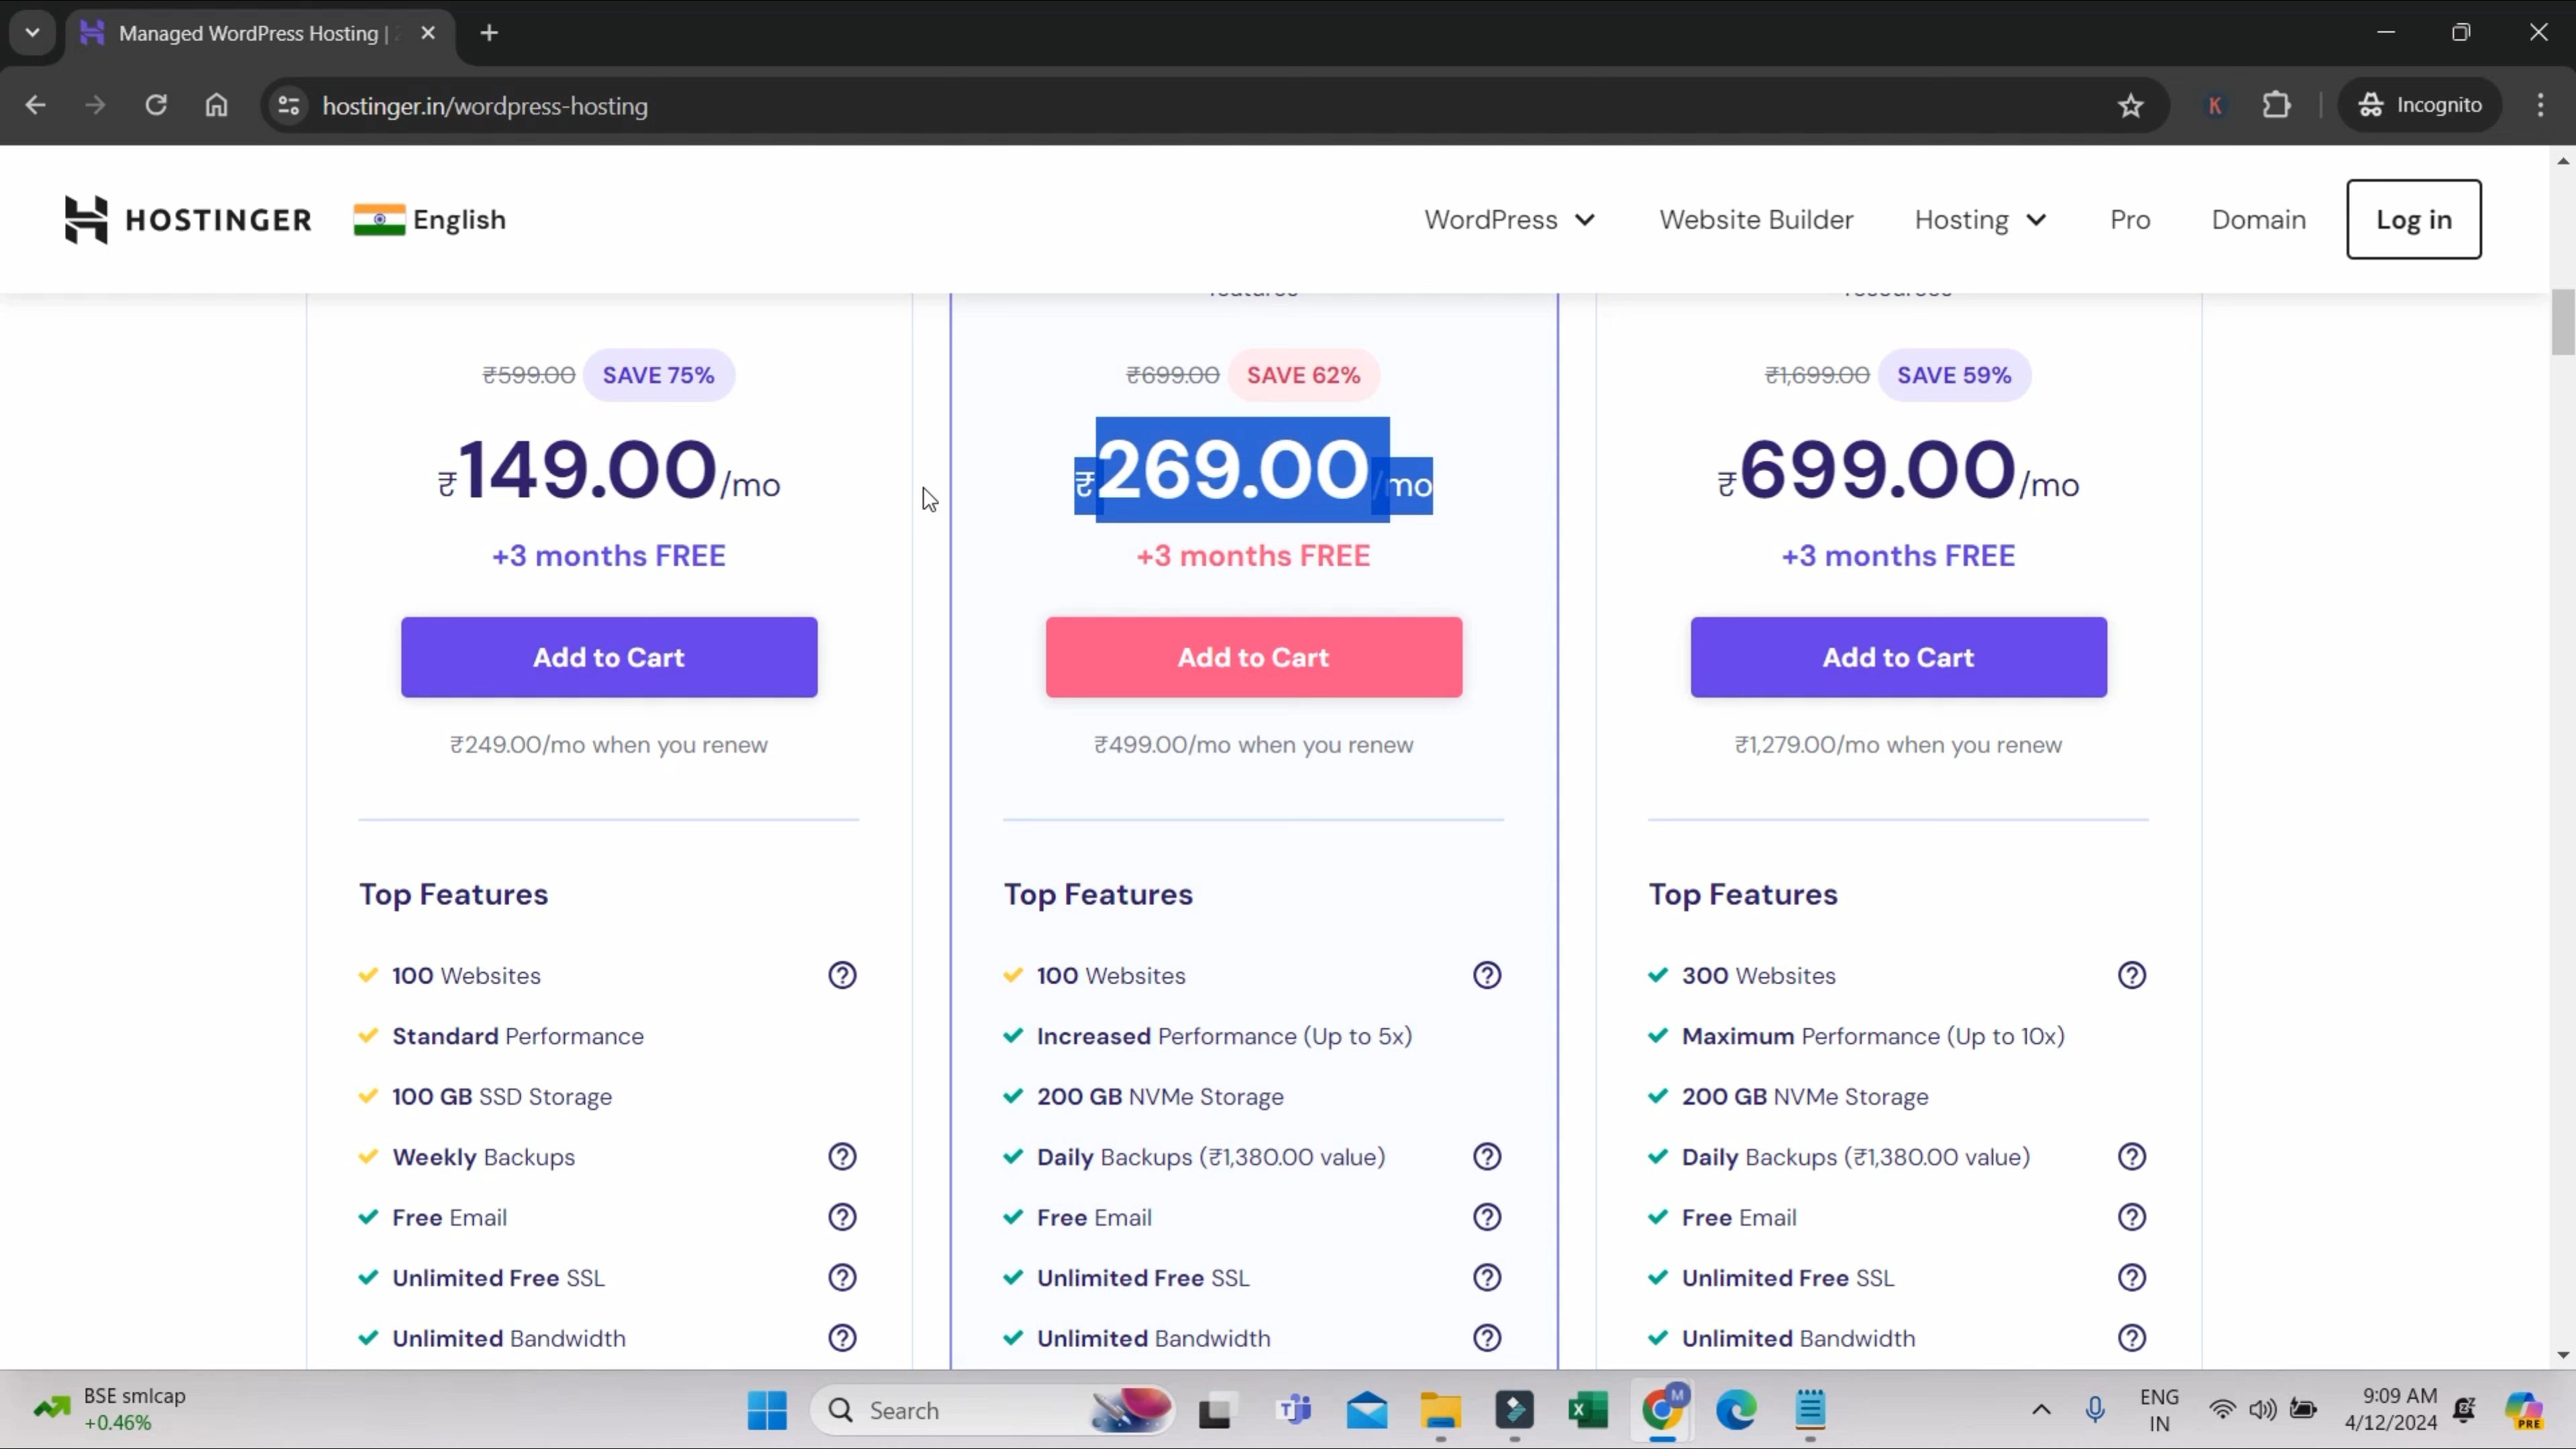 Managed WordPress Hosting |
hostinger.in/wordpress-hosting
K
Incognito
HOSTINGER
English
WordPress
Website Builder
Hosting
Pro
Domain
Log in
₹599.00 SAVE 75%
₹149.00/mo
+3 months FREE
Add to Cart
₹249.00/mo when you renew
Top Features
100 Websites
Standard Performance
100 GB SSD Storage
Weekly Backups
Free Email
Unlimited Free SSL
Unlimited Bandwidth
features
₹699.00 SAVE 62%
₹269.00/mo
+3 months FREE
Add to Cart
₹499.00/mo when you renew
Top Features
100 Websites
Increased Performance (Up to 5x)
200 GB NVMe Storage
Daily Backups (₹1,380.00 value)
Free Email
Unlimited Free SSL
Unlimited Bandwidth
resources
₹1,699.00 SAVE 59%
₹699.00/mo
+3 months FREE
Add to Cart
₹1,279.00/mo when you renew
Top Features
300 Websites
Maximum Performance (Up to 10x)
200 GB NVMe Storage
Daily Backups (₹1,380.00 value)
Free Email
Unlimited Free SSL
Unlimited Bandwidth
BSE smlcap
+0.46%
Search
M
ENG
IN
9:09 AM
4/12/2024
PRE